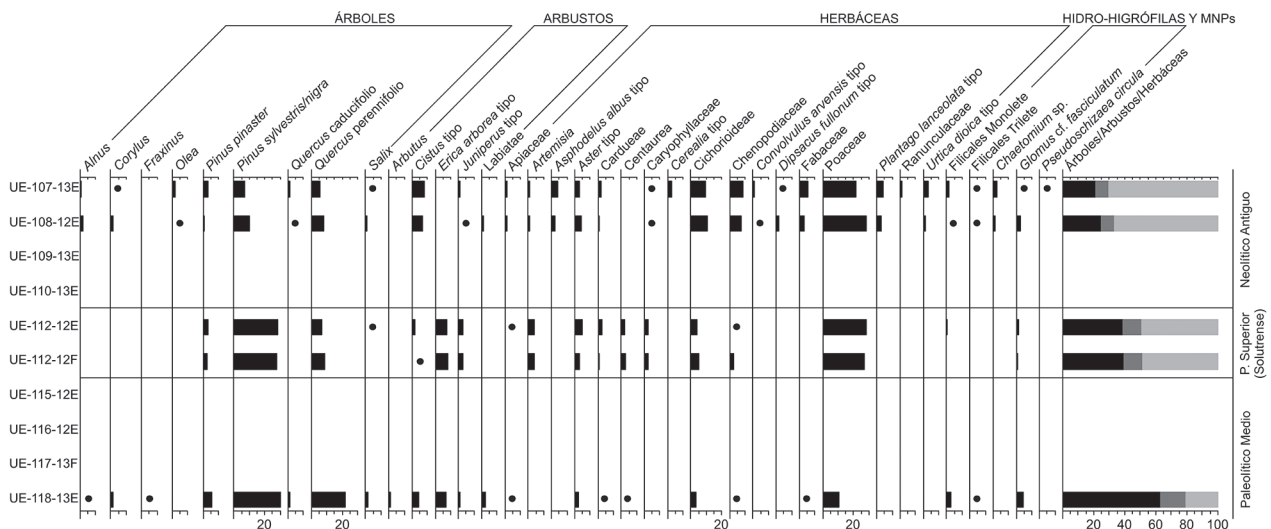 ÁRBOLES
ARBUSTOS
HERBÁCEAS
HIDRO-HIGRÓFILAS Y MNPs
Alnus
Corylus
Fraxinus
Olea
Pinus pinaster
Pinus sylvestris/nigra
Quercus caducifolio
Quercus perennifolio
Salix
Arbutus
Cistus tipo
Erica arborea tipo
Juniperus tipo
Labiatae
Apiaceae
Artemisia
Asphodelus albus tipo
Aster tipo
Cardueae
Centaurea
Caryophyllaceae
Cerealia tipo
Cichorioideae
Chenopodiaceae
Convolvulus arvensis tipo
Dipsacus fullonum tipo
Fabaceae
Poaceae
Plantago lanceolata tipo
Ranunculaceae
Urtica dioica tipo
Filicales Monolete
Filicales Trilete
Chaetomium sp.
Glomus cf. fasciculatum
Pseudoschizaea circula
Árboles/Arbustos/Herbáceas
UE-107-13E
UE-108-12E
UE-109-13E
UE-110-13E
UE-112-12E
UE-112-12F
UE-115-12E
UE-116-12E
UE-117-13F
UE-118-13E
Neolítico Antiguo
P. Superior
(Solutrense)
Paleolítico Medio
20 20 20 20 0 20 40 60 80 100